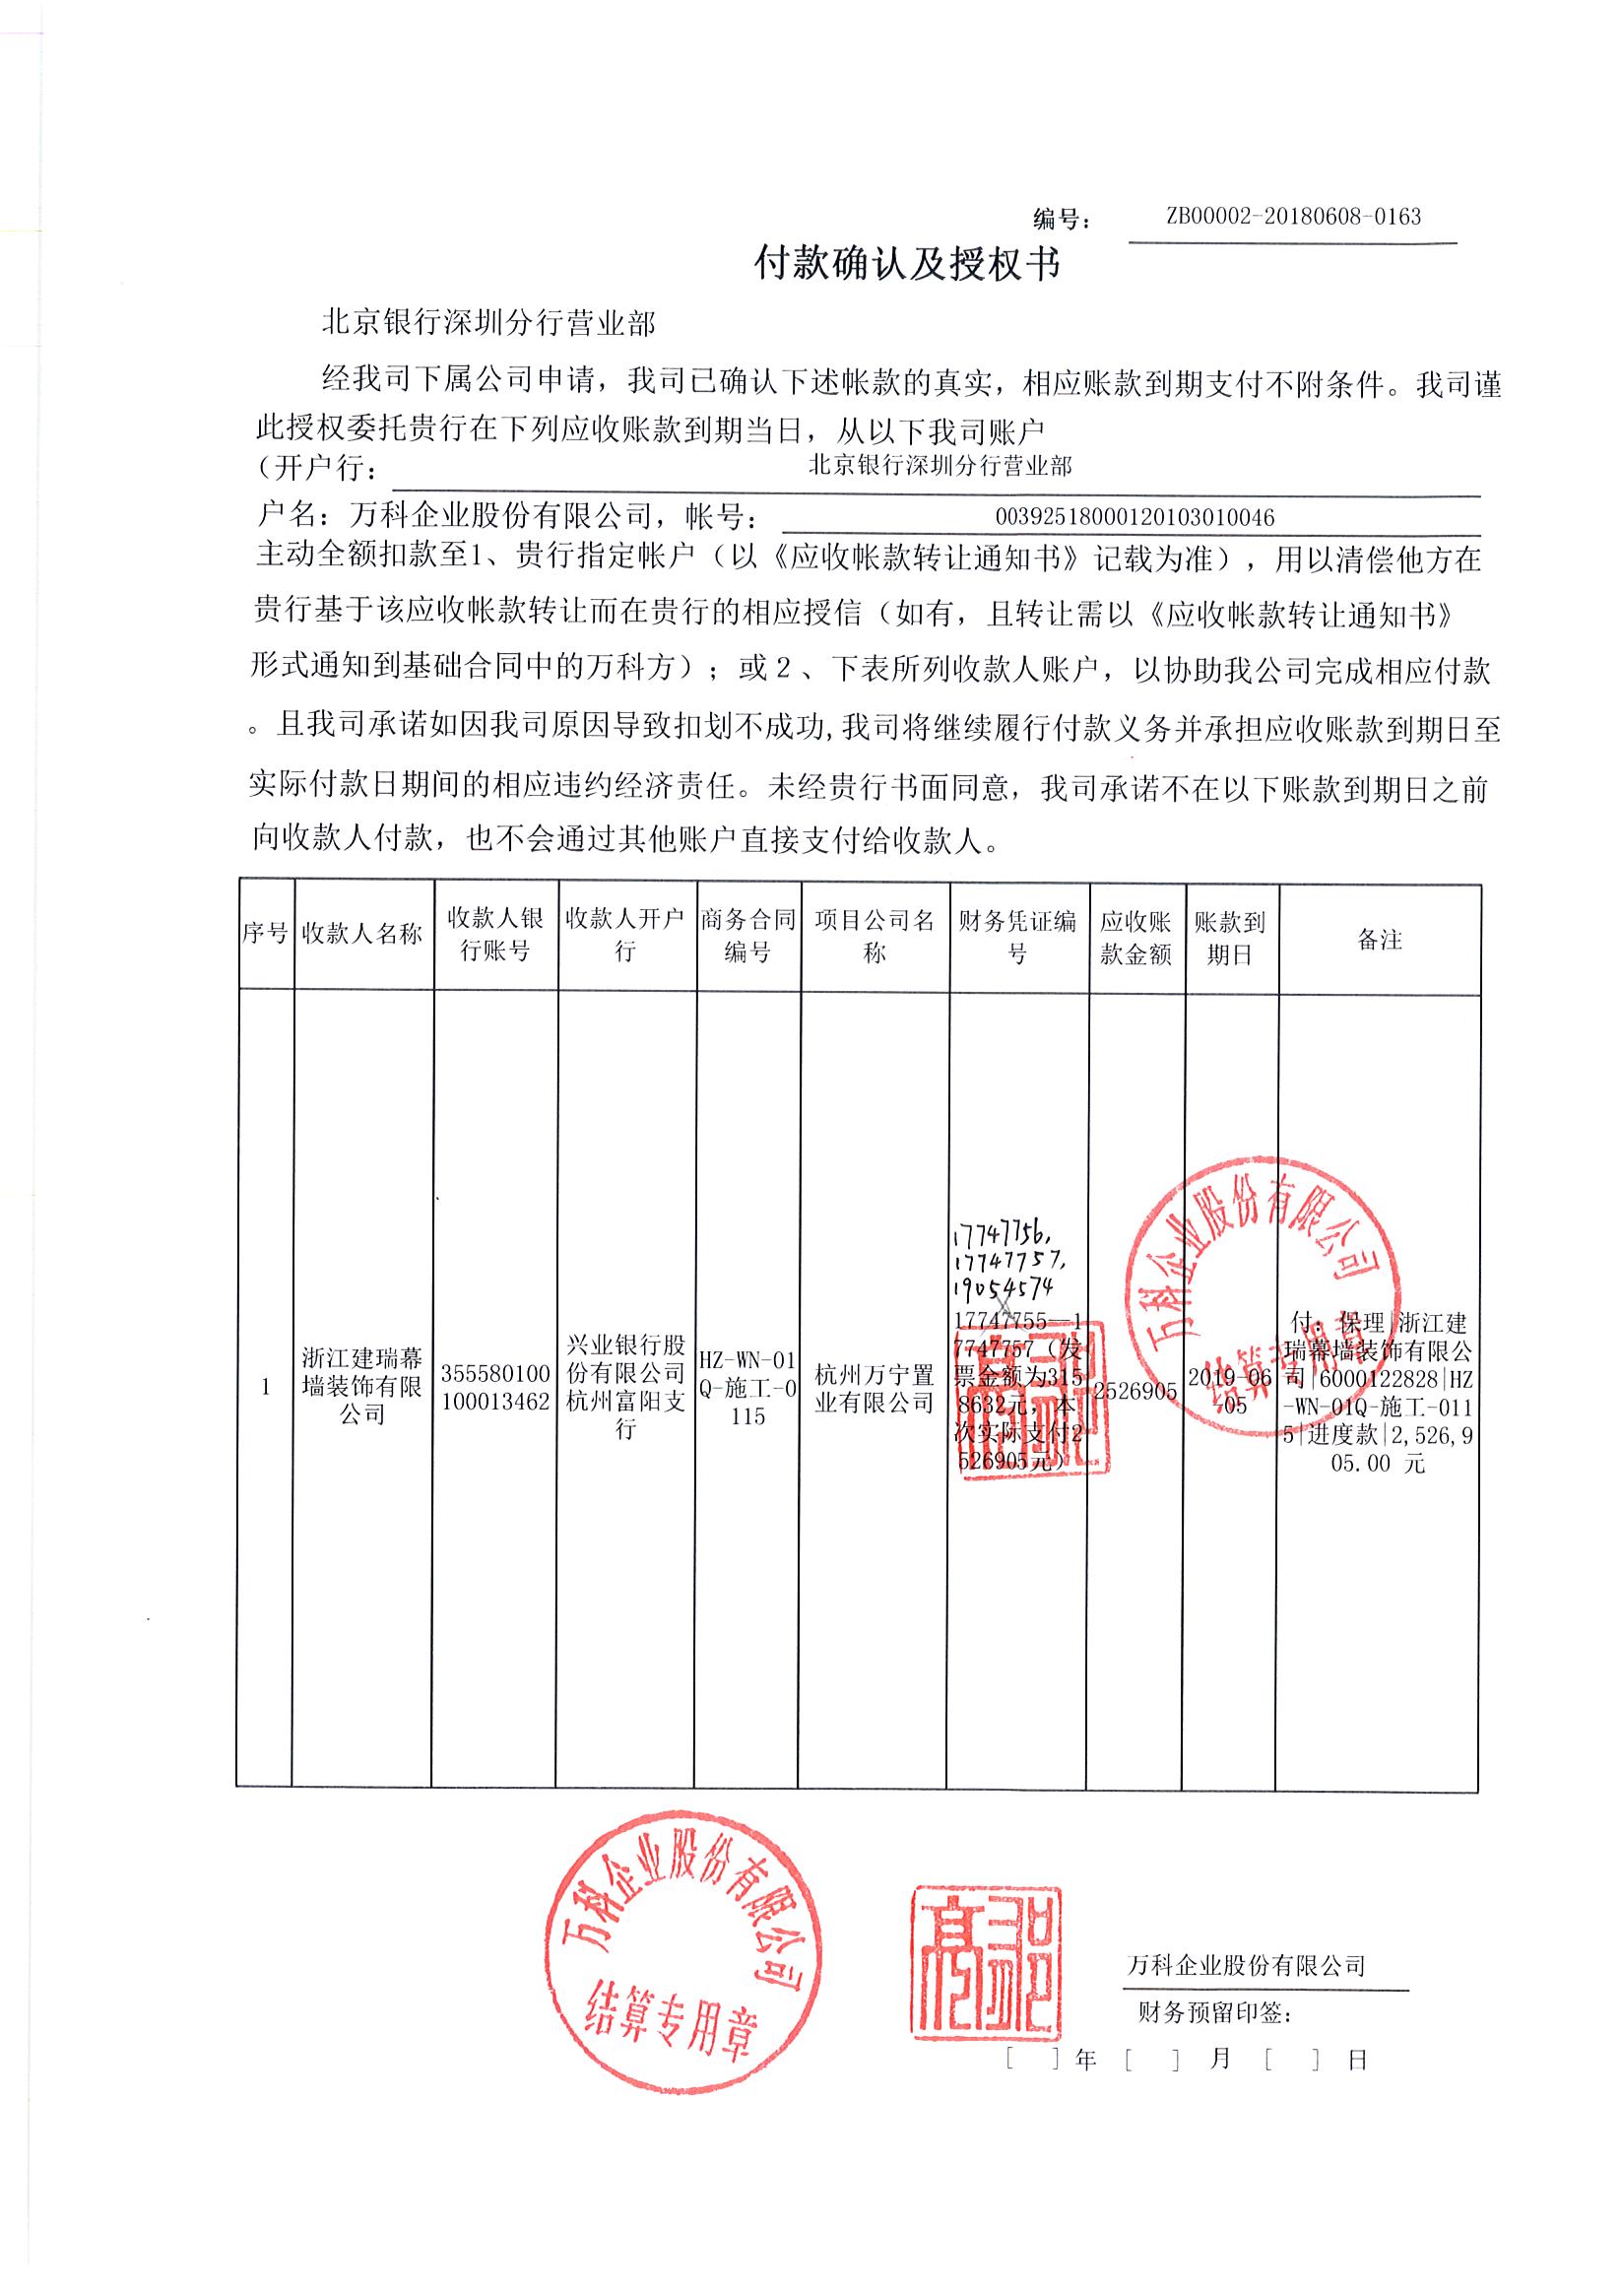 编号： ZB00002-20180608-0163
付款确认及授权书
北京银行深圳分行营业部
经我司下属公司申请，我司已确认下述帐款的真实，相应账款到期支付不附条件。我司谨
此授权委托贵行在下列应收账款到期当日，从以下我司账户
（开户行： 北京银行深圳分行营业部
户名：万科企业股份有限公司，帐号： 00392518000120103010046
主动全额扣款至1、贵行指定帐户（以《应收帐款转让通知书》记载为准），用以清偿他方在
贵行基于该应收帐款转让而在贵行的相应授信（如有，且转让需以《应收帐款转让通知书》
形式通知到基础合同中的万科方）；或２、下表所列收款人账户，以协助我公司完成相应付款
。且我司承诺如因我司原因导致扣划不成功,我司将继续履行付款义务并承担应收账款到期日至
实际付款日期间的相应违约经济责任。未经贵行书面同意，我司承诺不在以下账款到期日之前
向收款人付款，也不会通过其他账户直接支付给收款人。
序号
收款人名称
收款人银
行账号
收款人开户
行
商务合同
编号
项目公司名
称
财务凭证编
号
应收账
款金额
账款到
期日
备注
1
浙江建瑞幕
墙装饰有限
公司
355580100
100013462
兴业银行股
份有限公司
杭州富阳支
行
HZ-WN-01
Q-施工-0
115
杭州万宁置
业有限公司
17747756,
17747757,
19054574
17747755—1
7747757（发
票金额为315
8632元，本
次实际支付2
526905元）
2526905
2019-06
-05
付：保理|浙江建
瑞幕墙装饰有限公
司|6000122828|HZ
-WN-01Q-施工-011
5|进度款|2,526,9
05.00 元
万科企业股份有限公司
结算专用章
万科企业股份有限公司
结算专用章
万科企业股份有限公司
财务预留印签：
[ ] 年 [ ] 月 [ ] 日